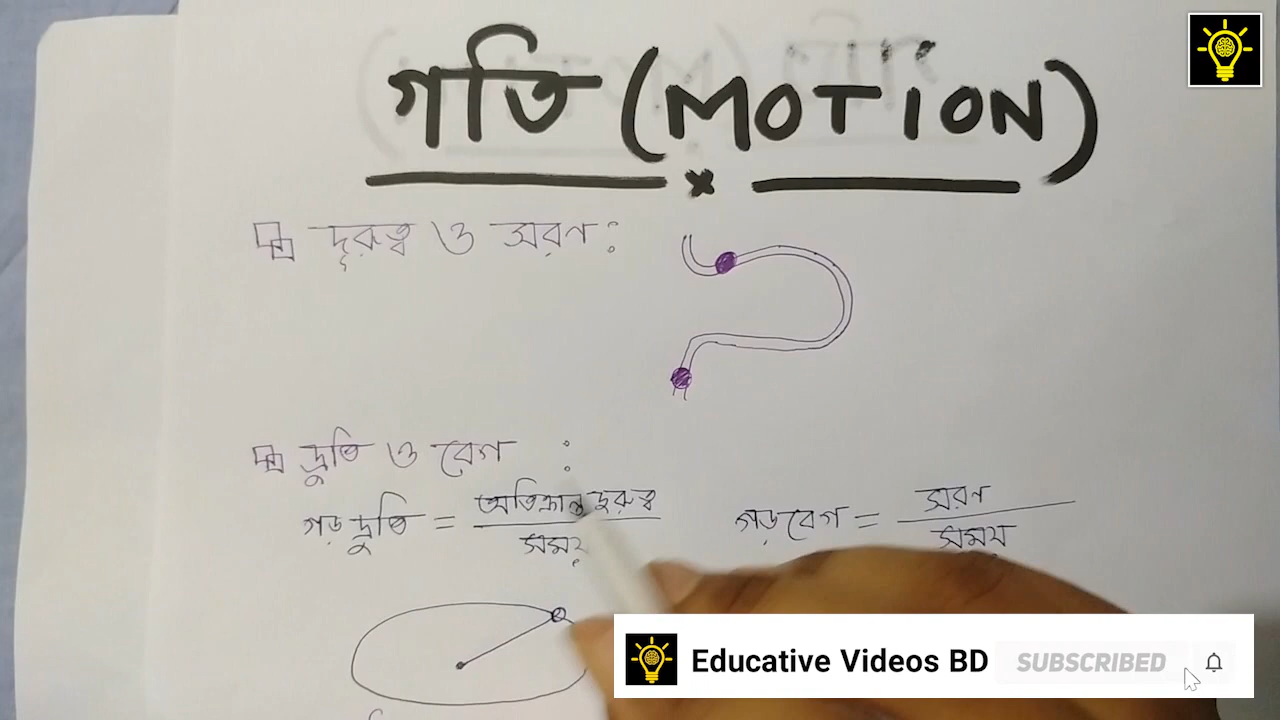 গতি (MOTION)
দূরত্ব ও সরণ :
দ্রুতি ও বেগ :
গড় দ্রুতি = অতিক্রান্ত দূরত্ব / সময়
গড়বেগ = সরণ / সময়
Educative Videos BD SUBSCRIBED